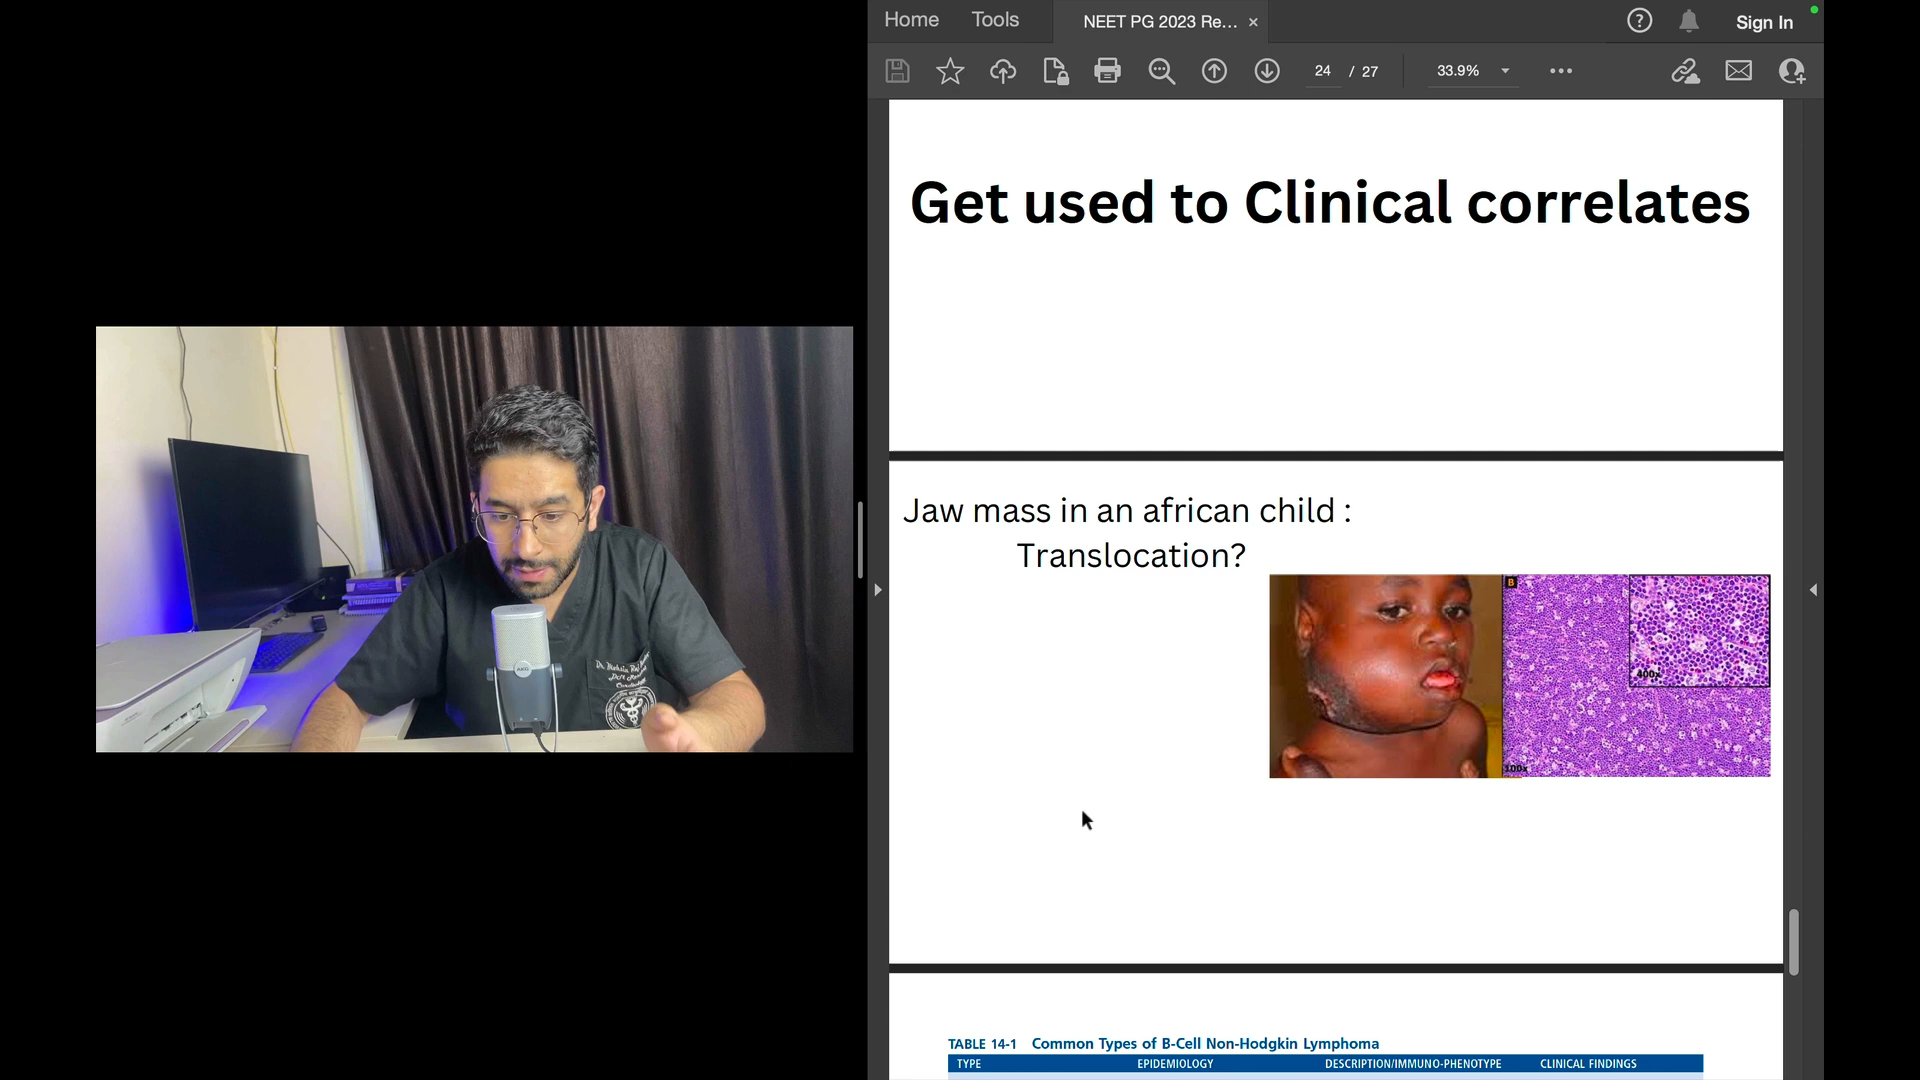 Home
Tools
NEET PG 2023 Re...
Sign In
24 / 27
33.9%
Get used to Clinical correlates
Jaw mass in an african child :
Translocation?
B
400x
100x
AKG
TABLE 14-1 Common Types of B-Cell Non-Hodgkin Lymphoma
TYPE EPIDEMIOLOGY DESCRIPTION/IMMUNO-PHENOTYPE CLINICAL FINDINGS